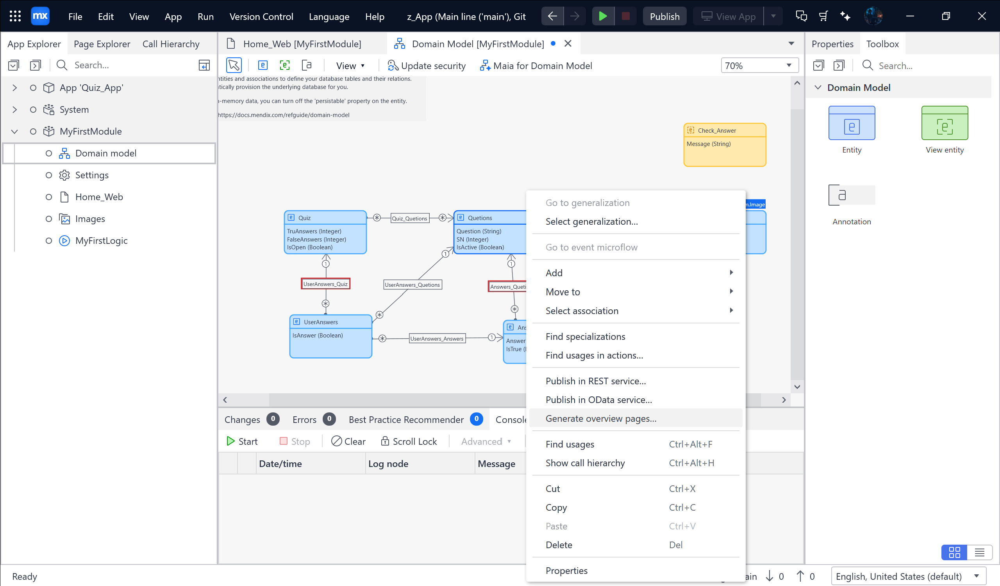 mx
File Edit View App Run Version Control Language Help z_App (Main line ('main'), Git Publish View App
App Explorer Page Explorer Call Hierarchy
Search...
App 'Quiz_App'
System
MyFirstModule
Domain model
Settings
Home_Web
Images
MyFirstLogic
Home_Web [MyFirstModule] Domain Model [MyFirstModule]
View Update security Maia for Domain Model 70%
ntities and associations to define your database tables and their relations.
tically provision the underlying database for you.
n-memory data, you can turn off the 'persistable' property on the entity.
https://docs.mendix.com/refguide/domain-model
Check_Answer
Message (String)
m.Image
Quiz
TruAnswers (Integer)
FalseAnswers (Integer)
IsOpen (Boolean)
Quiz_Quetions
Quetions
Question (String)
SN (Integer)
IsActive (Boolean)
1
1
1
UserAnswers_Quiz
UserAnswers_Quetions
Answers_Queti
UserAnswers
IsAnswer (Boolean)
UserAnswers_Answers
1
Ans
Answer
IsTrue (
Go to generalization
Select generalization...
Go to event microflow
Add
Move to
Select association
Find specializations
Find usages in actions...
Publish in REST service...
Publish in OData service...
Generate overview pages...
Find usages Ctrl+Alt+F
Show call hierarchy Ctrl+Alt+H
Cut Ctrl+X
Copy Ctrl+C
Paste Ctrl+V
Delete Del
Properties
Changes 0 Errors 0 Best Practice Recommender 0 Console
Start Stop Clear Scroll Lock Advanced
Date/time Log node Message
Properties Toolbox
Search...
Domain Model
Entity
View entity
a
Annotation
Ready
ain 0 0 English, United States (default)